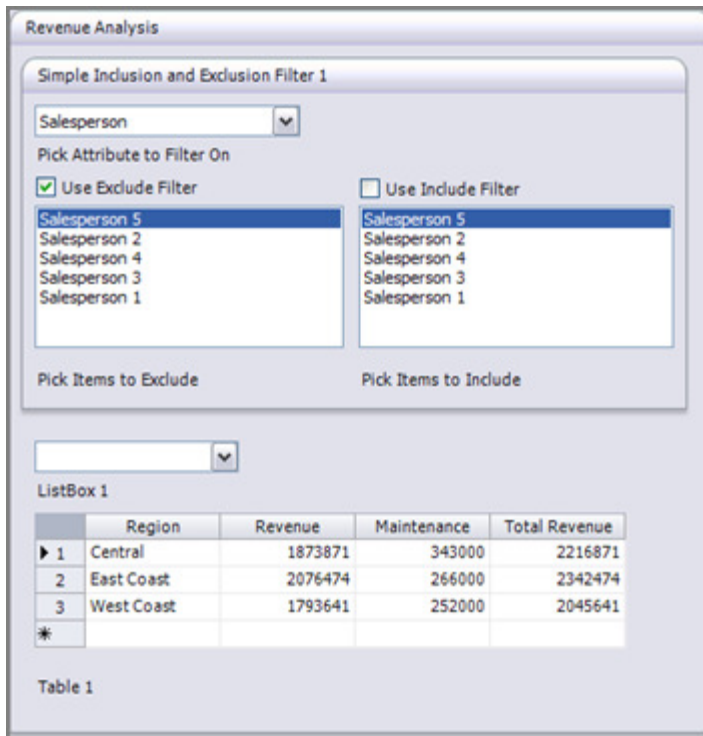 Revenue Analysis
Simple Inclusion and Exclusion Filter 1
Salesperson
Pick Attribute to Filter On
Use Exclude Filter Use Include Filter
Salesperson 5 Salesperson 5
Salesperson 2 Salesperson 2
Salesperson 4 Salesperson 4
Salesperson 3 Salesperson 3
Salesperson 1 Salesperson 1
Pick Items to Exclude Pick Items to Include
ListBox 1
Region Revenue Maintenance Total Revenue
1 Central 1873871 343000 2216871
2 East Coast 2076474 266000 2342474
3 West Coast 1793641 252000 2045641
*
Table 1